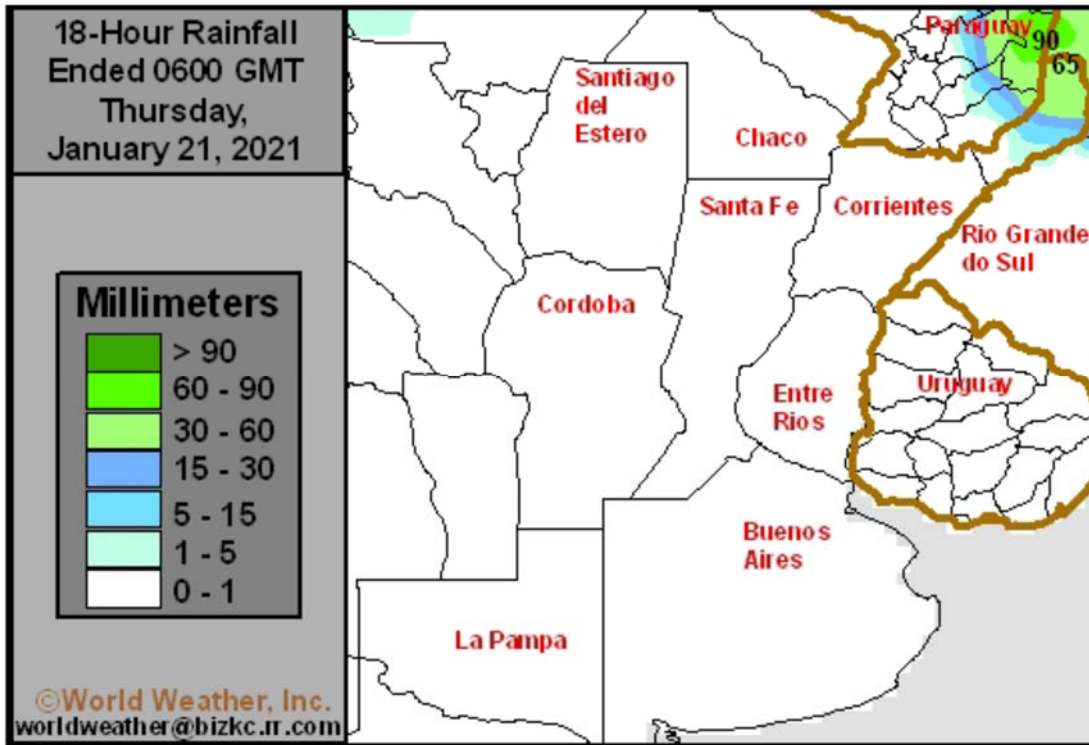 18-Hour Rainfall
Ended 0600 GMT
Thursday,
January 21, 2021
Millimeters
> 90
60 - 90
30 - 60
15 - 30
5 - 15
1 - 5
0 - 1
©World Weather, Inc.
worldweather@bizkc.rr.com
Paraguay
90
65
Santiago
del
Estero
Chaco
Santa Fe
Corrientes
Rio Grande
do Sul
Cordoba
Entre
Rios
Uruguay
Buenos
Aires
La Pampa